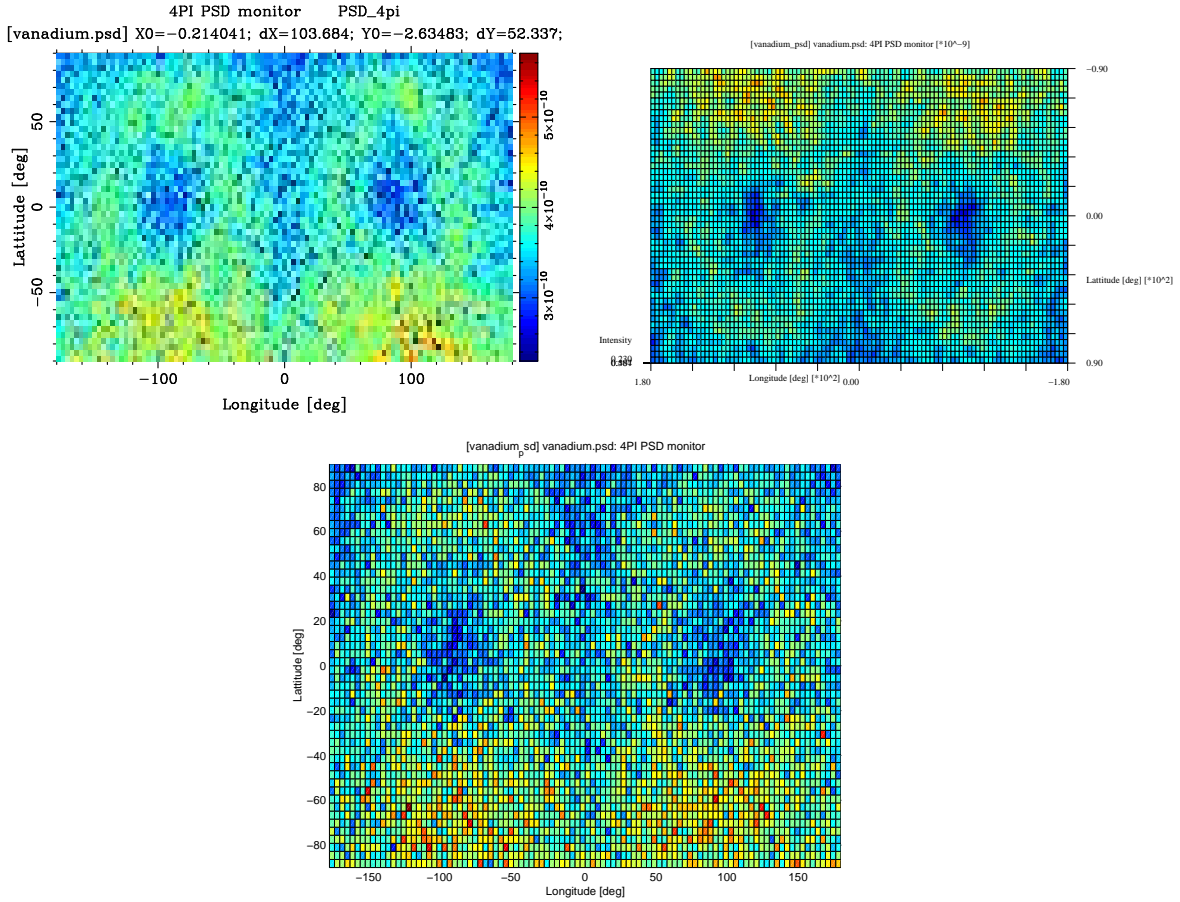 4PI PSD monitor PSD_4pi
[vanadium.psd] X0=−0.214041; dX=103.684; Y0=−2.63483; dY=52.337;
50
0
−50
Lattitude [deg]
−100
0
100
Longitude [deg]
5×10−10
4×10−10
3×10−10
[vanadium_psd] vanadium.psd: 4PI PSD monitor [*10^−9]
−0.90
0.00
Lattitude [deg] [*10^2]
0.90
Intensity
1.80
Longitude [deg] [*10^2]
0.00
−1.80
[vanadium_psd] vanadium.psd: 4PI PSD monitor
80
60
40
20
0
−20
−40
−60
−80
Lattitude [deg]
−150
−100
−50
0
50
100
150
Longitude [deg]